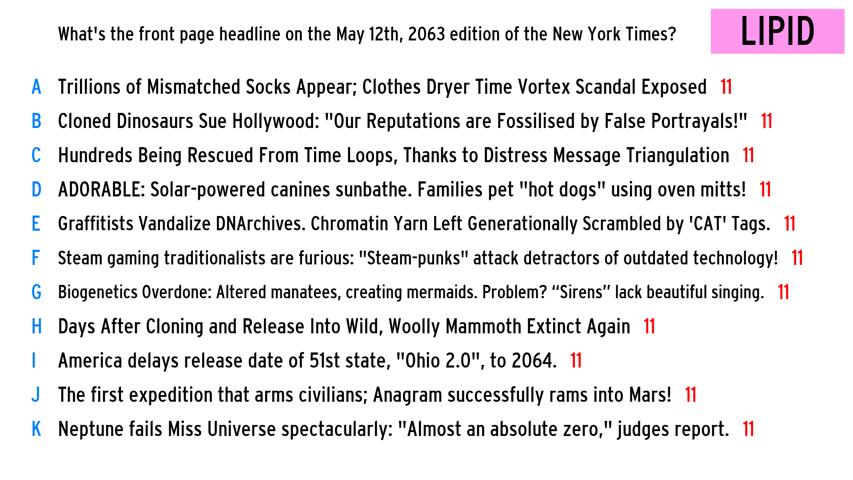 What's the front page headline on the May 12th, 2063 edition of the New York Times?
LIPID
A Trillions of Mismatched Socks Appear; Clothes Dryer Time Vortex Scandal Exposed 11
B Cloned Dinosaurs Sue Hollywood: "Our Reputations are Fossilised by False Portrayals!" 11
C Hundreds Being Rescued From Time Loops, Thanks to Distress Message Triangulation 11
D ADORABLE: Solar-powered canines sunbathe. Families pet "hot dogs" using oven mitts! 11
E Graffitists Vandalize DNArchives. Chromatin Yarn Left Generationally Scrambled by 'CAT' Tags. 11
F Steam gaming traditionalists are furious: "Steam-punks" attack detractors of outdated technology! 11
G Biogenetics Overdone: Altered manatees, creating mermaids. Problem? “Sirens” lack beautiful singing. 11
H Days After Cloning and Release Into Wild, Woolly Mammoth Extinct Again 11
I America delays release date of 51st state, "Ohio 2.0", to 2064. 11
J The first expedition that arms civilians; Anagram successfully rams into Mars! 11
K Neptune fails Miss Universe spectacularly: "Almost an absolute zero," judges report. 11